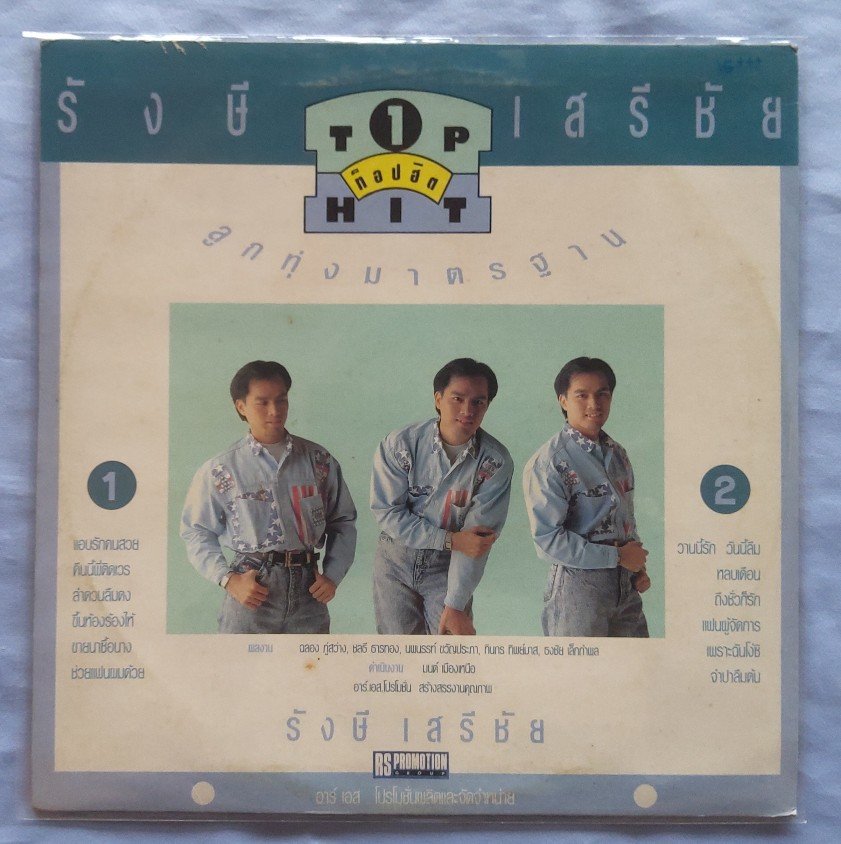 รังษี เสรีชัย
TOP
1
ท็อปฮิต
HIT
ลูกทุ่งมาตรฐาน
1
แอบรักคนสวย
คืนนี้พี่ติดเวร
ลำดวนลืมดง
ขึ้นห้องร้องไห้
ขายนาซื้อนาง
ช่วยแฟนผมด้วย
2
วานนี้รัก วันนี้ลืม
หลบเดือน
ถึงชั่วก็รัก
แฟนผู้จัดการ
เพราะฉันโง่ซิ
จำปาลืมต้น
ผลงาน ฉลอง ภู่สว่าง, ชลธี ธารทอง, นพนรรท์ ขวัญประภา, ทินกร ทิพย์มาศ, ธงชัย เล็กกำพล
ดำเนินงาน มนต์ เมืองเหนือ
อาร์.เอส.โปรโมชั่น สร้างสรรงานคุณภาพ
รังษี เสรีชัย
RS PROMOTION
GROUP
อาร์ เอส โปรโมชั่นผลิตและจัดจำหน่าย